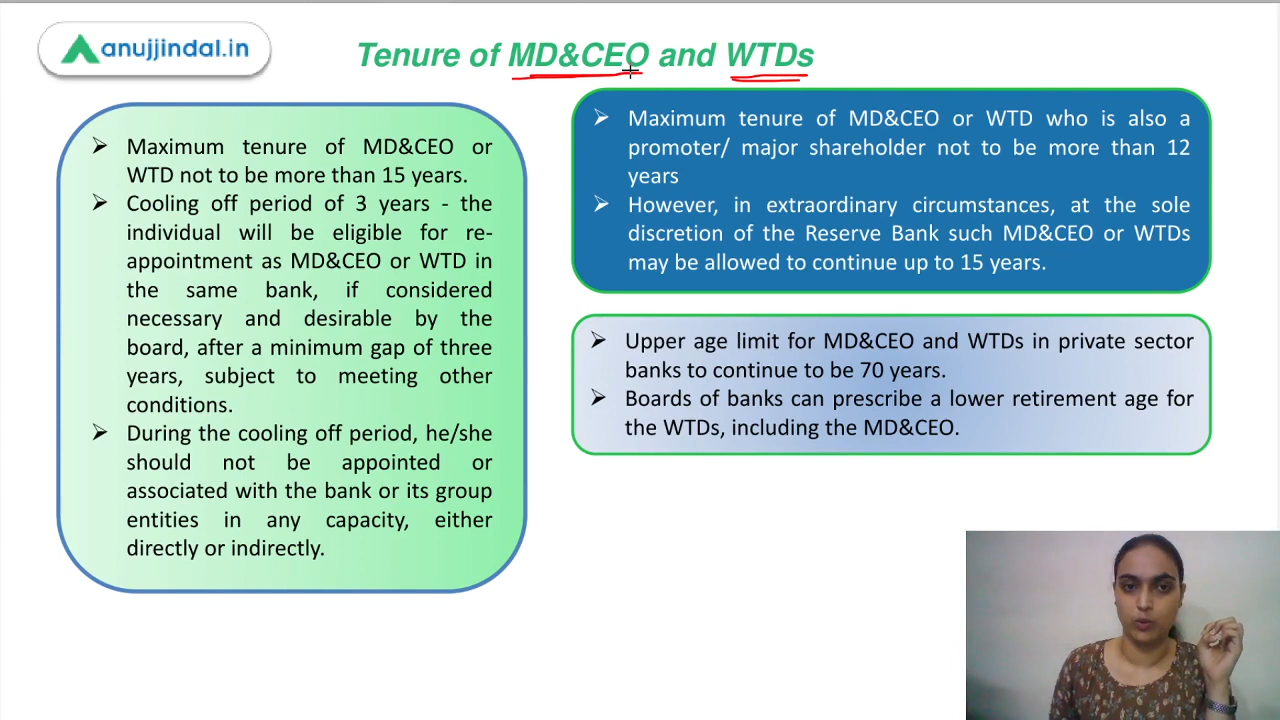 anujjindal.in
Tenure of MD&CEO and WTDs
➢ Maximum tenure of MD&CEO or
WTD not to be more than 15 years.
➢ Cooling off period of 3 years - the
individual will be eligible for re-
appointment as MD&CEO or WTD in
the same bank, if considered
necessary and desirable by the
board, after a minimum gap of three
years, subject to meeting other
conditions.
➢ During the cooling off period, he/she
should not be appointed or
associated with the bank or its group
entities in any capacity, either
directly or indirectly.
➢ Maximum tenure of MD&CEO or WTD who is also a
promoter/ major shareholder not to be more than 12
years
➢ However, in extraordinary circumstances, at the sole
discretion of the Reserve Bank such MD&CEO or WTDs
may be allowed to continue up to 15 years.
➢ Upper age limit for MD&CEO and WTDs in private sector
banks to continue to be 70 years.
➢ Boards of banks can prescribe a lower retirement age for
the WTDs, including the MD&CEO.